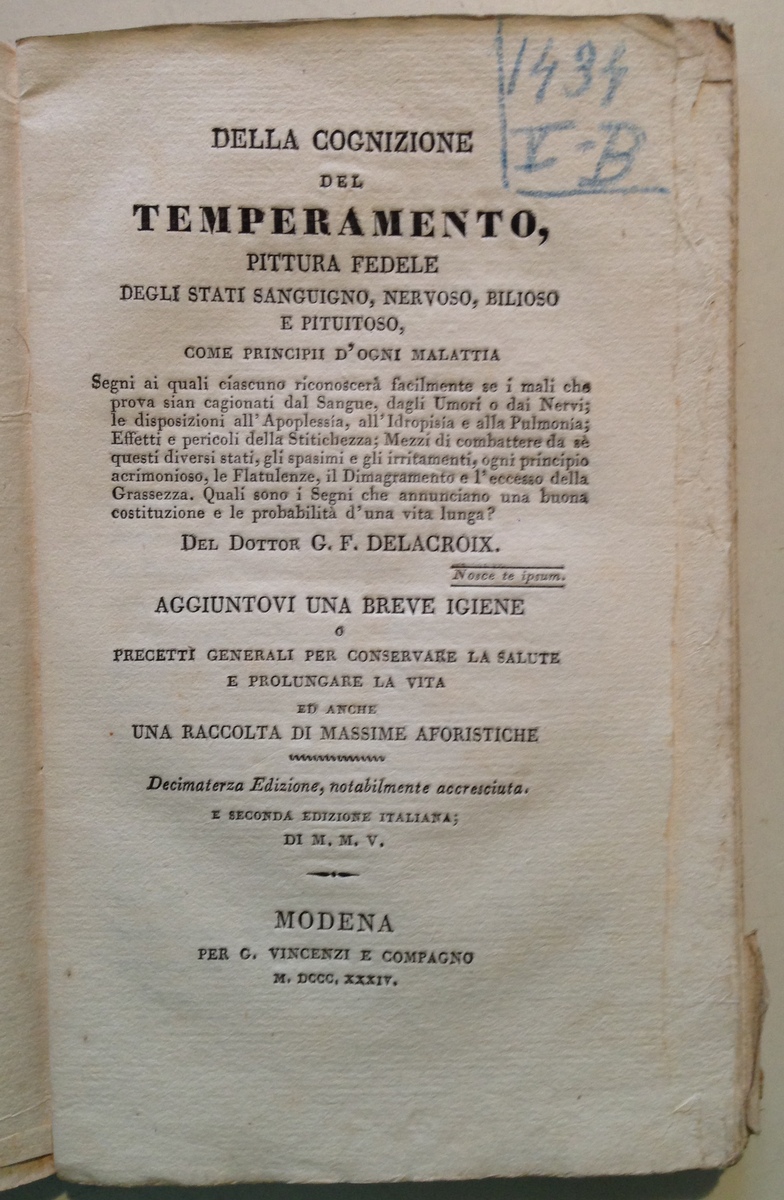 1434
I-B
DELLA COGNIZIONE
DEL
TEMPERAMENTO,
PITTURA FEDELE
DEGLI STATI SANGUIGNO, NERVOSO, BILIOSO
E PITUITOSO,
COME PRINCIPII D'OGNI MALATTIA
Segni ai quali ciascuno riconoscerà facilmente se i mali che
prova sian cagionati dal Sangue, dagli Umori o dai Nervi;
le disposizioni all'Apoplessia, all'Idropisia e alla Pulmonia;
Effetti e pericoli della Stitichezza; Mezzi di combattere da sè
questi diversi stati, gli spasimi e gli irritamenti, ogni principio
acrimonioso, le Flatulenze, il Dimagramento e l'eccesso della
Grassezza. Quali sono i Segni che annunciano una buona
costituzione e le probabilità d'una vita lunga?
DEL DOTTOR G. F. DELACROIX.
Nosce te ipsum.
AGGIUNTOVI UNA BREVE IGIENE
Ó
PRECETTI GENERALI PER CONSERVARE LA SALUTE
E PROLUNGARE LA VITA
ED ANCHE
UNA RACCOLTA DI MASSIME AFORISTICHE
Decimaterza Edizione, notabilmente accresciuta.
E SECONDA EDIZIONE ITALIANA;
DI M. M. V.
MODENA
PER G. VINCENZI E COMPAGNO
M. DCCC. XXXIV.